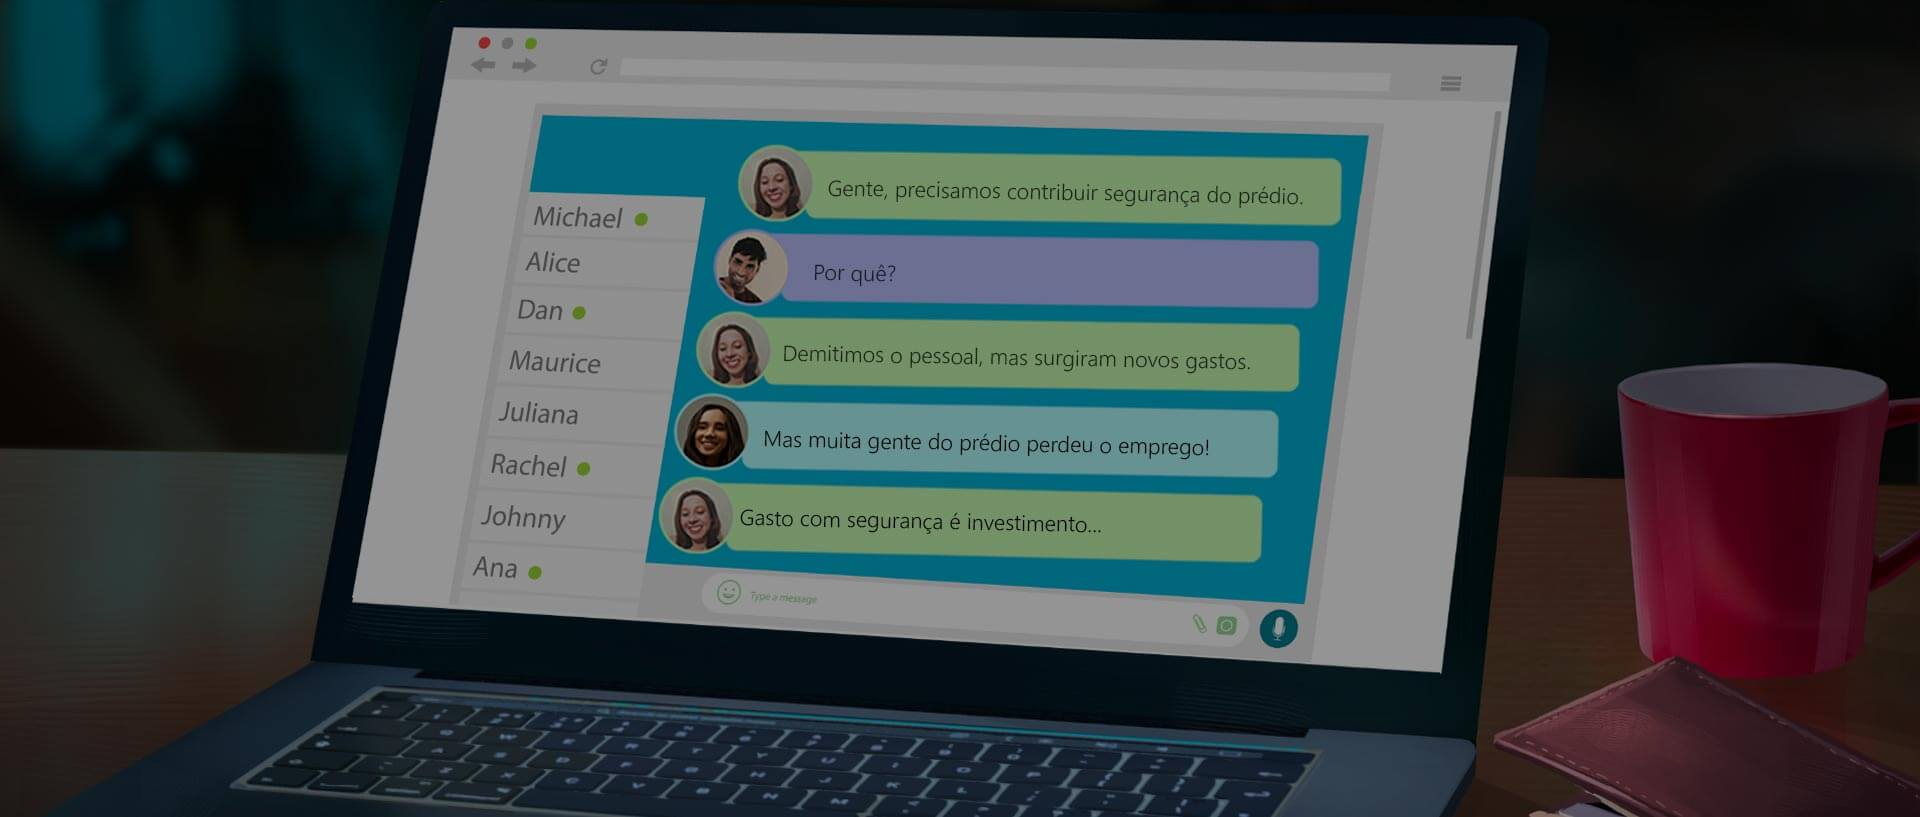 Gente, precisamos contribuir segurança do prédio.
Por quê?
Demitimos o pessoal, mas surgiram novos gastos.
Mas muita gente do prédio perdeu o emprego!
Gasto com segurança é investimento...
Michael
Alice
Dan
Maurice
Juliana
Rachel
Johnny
Ana
Type a message